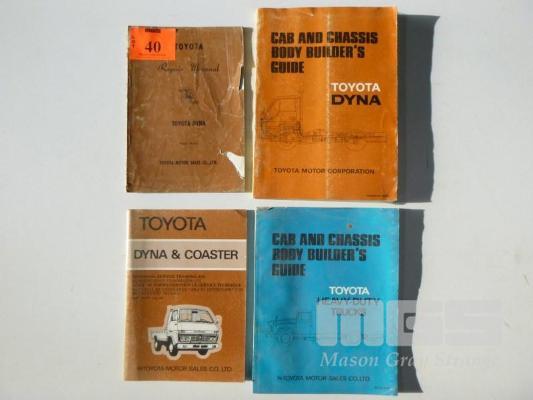 LOT
40
TOYOTA
Repair Manual
TOYOTA DYNA
TOYOTA MOTOR SALES CO.,LTD.
CAB AND CHASSIS
BODY BUILDER'S
GUIDE
TOYOTA
DYNA
TOYOTA MOTOR CORPORATION
TOYOTA
DYNA & COASTER
TOYOTA MOTOR SALES CO.,LTD.
CAB AND CHASSIS
BODY BUILDER'S
GUIDE
TOYOTA
HEAVY-DUTY
TRUCKS
TOYOTA MOTOR SALES CO.,LTD.
MGS
Mason Gray Strange